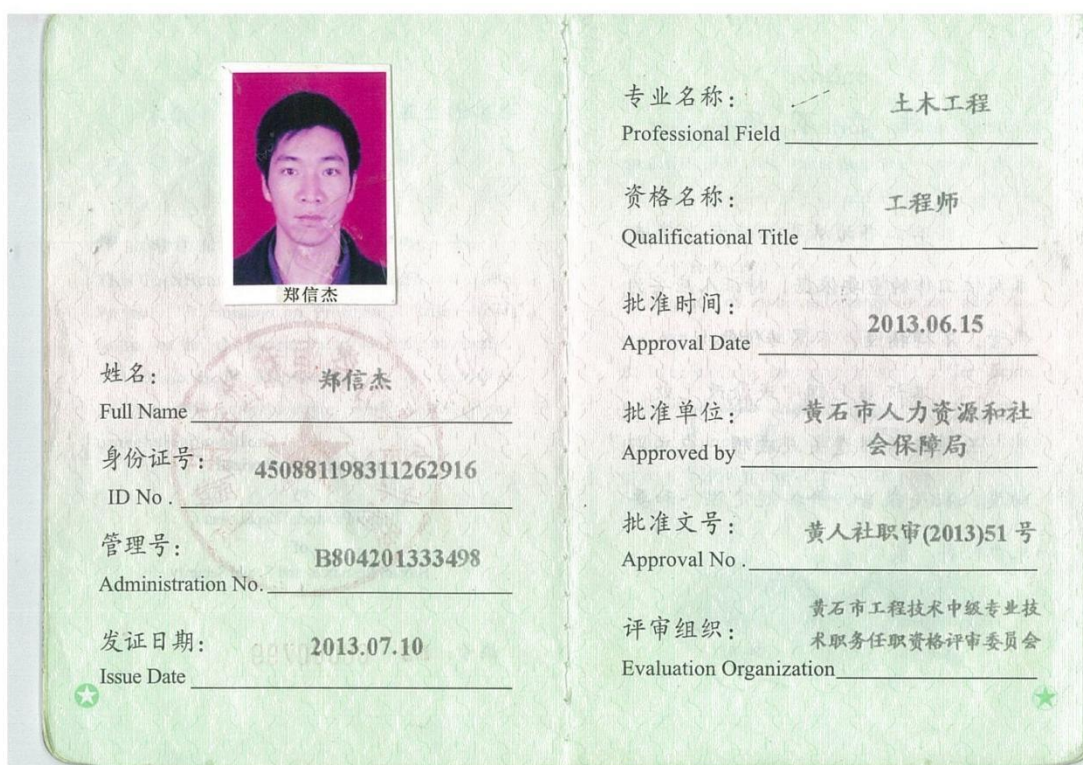 郑信杰
姓名：
郑信杰
Full Name
身份证号：
450881198311262916
ID No .
管理号：
B804201333498
Administration No.
发证日期：
2013.07.10
Issue Date
专业名称：
土木工程
Professional Field
资格名称：
工程师
Qualificational Title
批准时间：
2013.06.15
Approval Date
批准单位：
黄石市人力资源和社
会保障局
Approved by
批准文号：
黄人社职审(2013)51 号
Approval No .
评审组织：
黄石市工程技术中级专业技
术职务任职资格评审委员会
Evaluation Organization